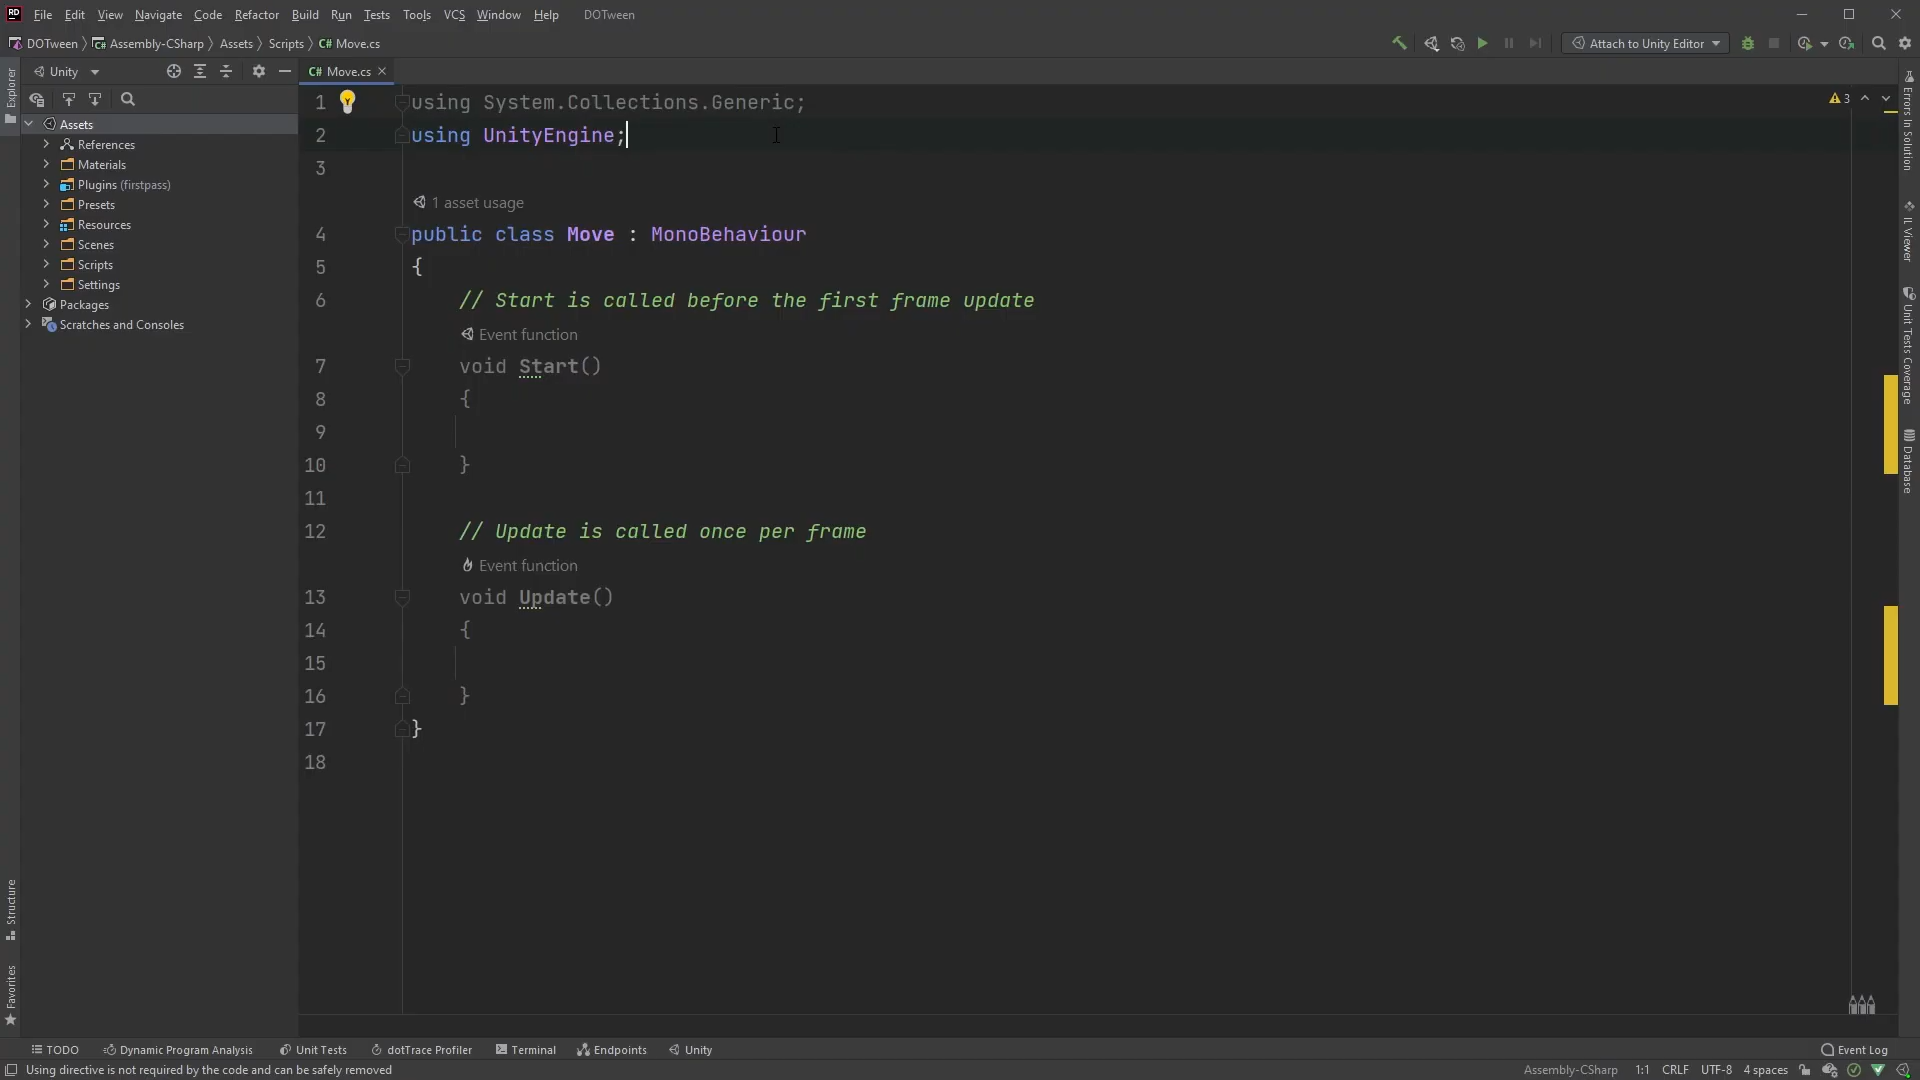 RD File Edit View Navigate Code Refactor Build Run Tests Tools VCS Window Help DOTween
DOTween Assembly-CSharp Assets Scripts C# Move.cs
Attach to Unity Editor
Unity
C# Move.cs
Explorer
Assets
References
Materials
Plugins (firstpass)
Presets
Resources
Scenes
Scripts
Settings
Packages
Scratches and Consoles
Structure
Favorites
1 using System.Collections.Generic;
2 using UnityEngine;
3
1 asset usage
4 public class Move : MonoBehaviour
5 {
6 // Start is called before the first frame update
Event function
7 void Start()
8 {
9
10 }
11
12 // Update is called once per frame
Event function
13 void Update()
14 {
15
16 }
17 }
18
3
Errors In Solution
IL Viewer
Unit Tests Coverage
Database
TODO Dynamic Program Analysis Unit Tests dotTrace Profiler Terminal Endpoints Unity Event Log
Using directive is not required by the code and can be safely removed Assembly-CSharp 1:1 CRLF UTF-8 4 spaces